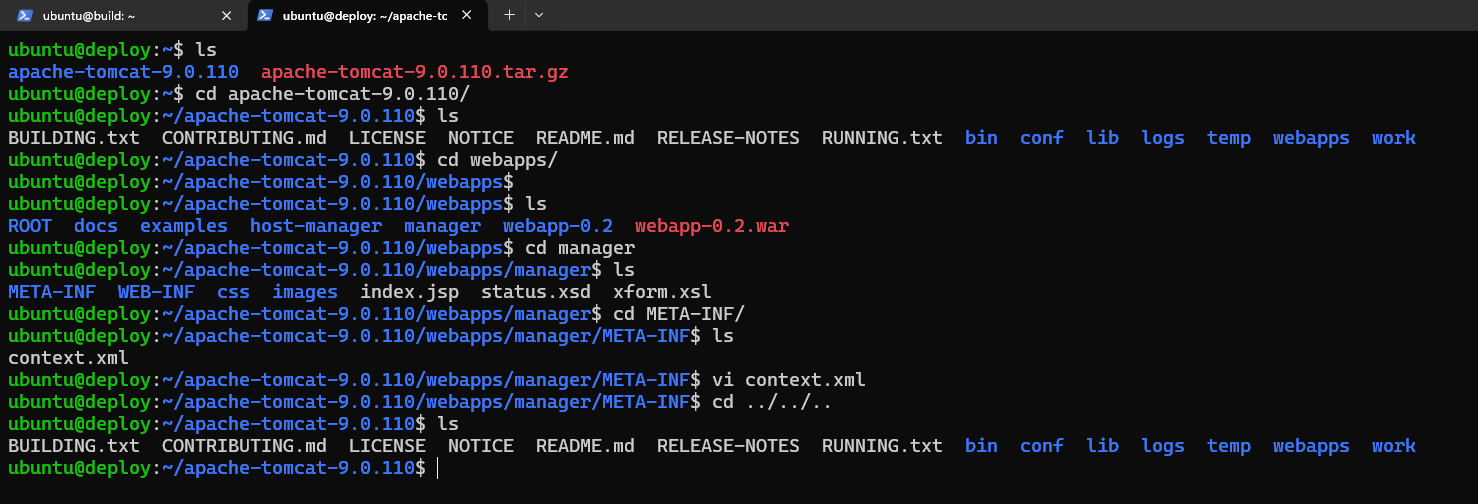 ubuntu@build: ~
ubuntu@deploy: ~/apache-to
ubuntu@deploy:~$ ls
apache-tomcat-9.0.110  apache-tomcat-9.0.110.tar.gz
ubuntu@deploy:~$ cd apache-tomcat-9.0.110/
ubuntu@deploy:~/apache-tomcat-9.0.110$ ls
BUILDING.txt  CONTRIBUTING.md  LICENSE  NOTICE  README.md  RELEASE-NOTES  RUNNING.txt  bin  conf  lib  logs  temp  webapps  work
ubuntu@deploy:~/apache-tomcat-9.0.110$ cd webapps/
ubuntu@deploy:~/apache-tomcat-9.0.110/webapps$
ubuntu@deploy:~/apache-tomcat-9.0.110/webapps$ ls
ROOT  docs  examples  host-manager  manager  webapp-0.2  webapp-0.2.war
ubuntu@deploy:~/apache-tomcat-9.0.110/webapps$ cd manager
ubuntu@deploy:~/apache-tomcat-9.0.110/webapps/manager$ ls
META-INF  WEB-INF  css  images  index.jsp  status.xsd  xform.xsl
ubuntu@deploy:~/apache-tomcat-9.0.110/webapps/manager$ cd META-INF/
ubuntu@deploy:~/apache-tomcat-9.0.110/webapps/manager/META-INF$ ls
context.xml
ubuntu@deploy:~/apache-tomcat-9.0.110/webapps/manager/META-INF$ vi context.xml
ubuntu@deploy:~/apache-tomcat-9.0.110/webapps/manager/META-INF$ cd ../../..
ubuntu@deploy:~/apache-tomcat-9.0.110$ ls
BUILDING.txt  CONTRIBUTING.md  LICENSE  NOTICE  README.md  RELEASE-NOTES  RUNNING.txt  bin  conf  lib  logs  temp  webapps  work
ubuntu@deploy:~/apache-tomcat-9.0.110$